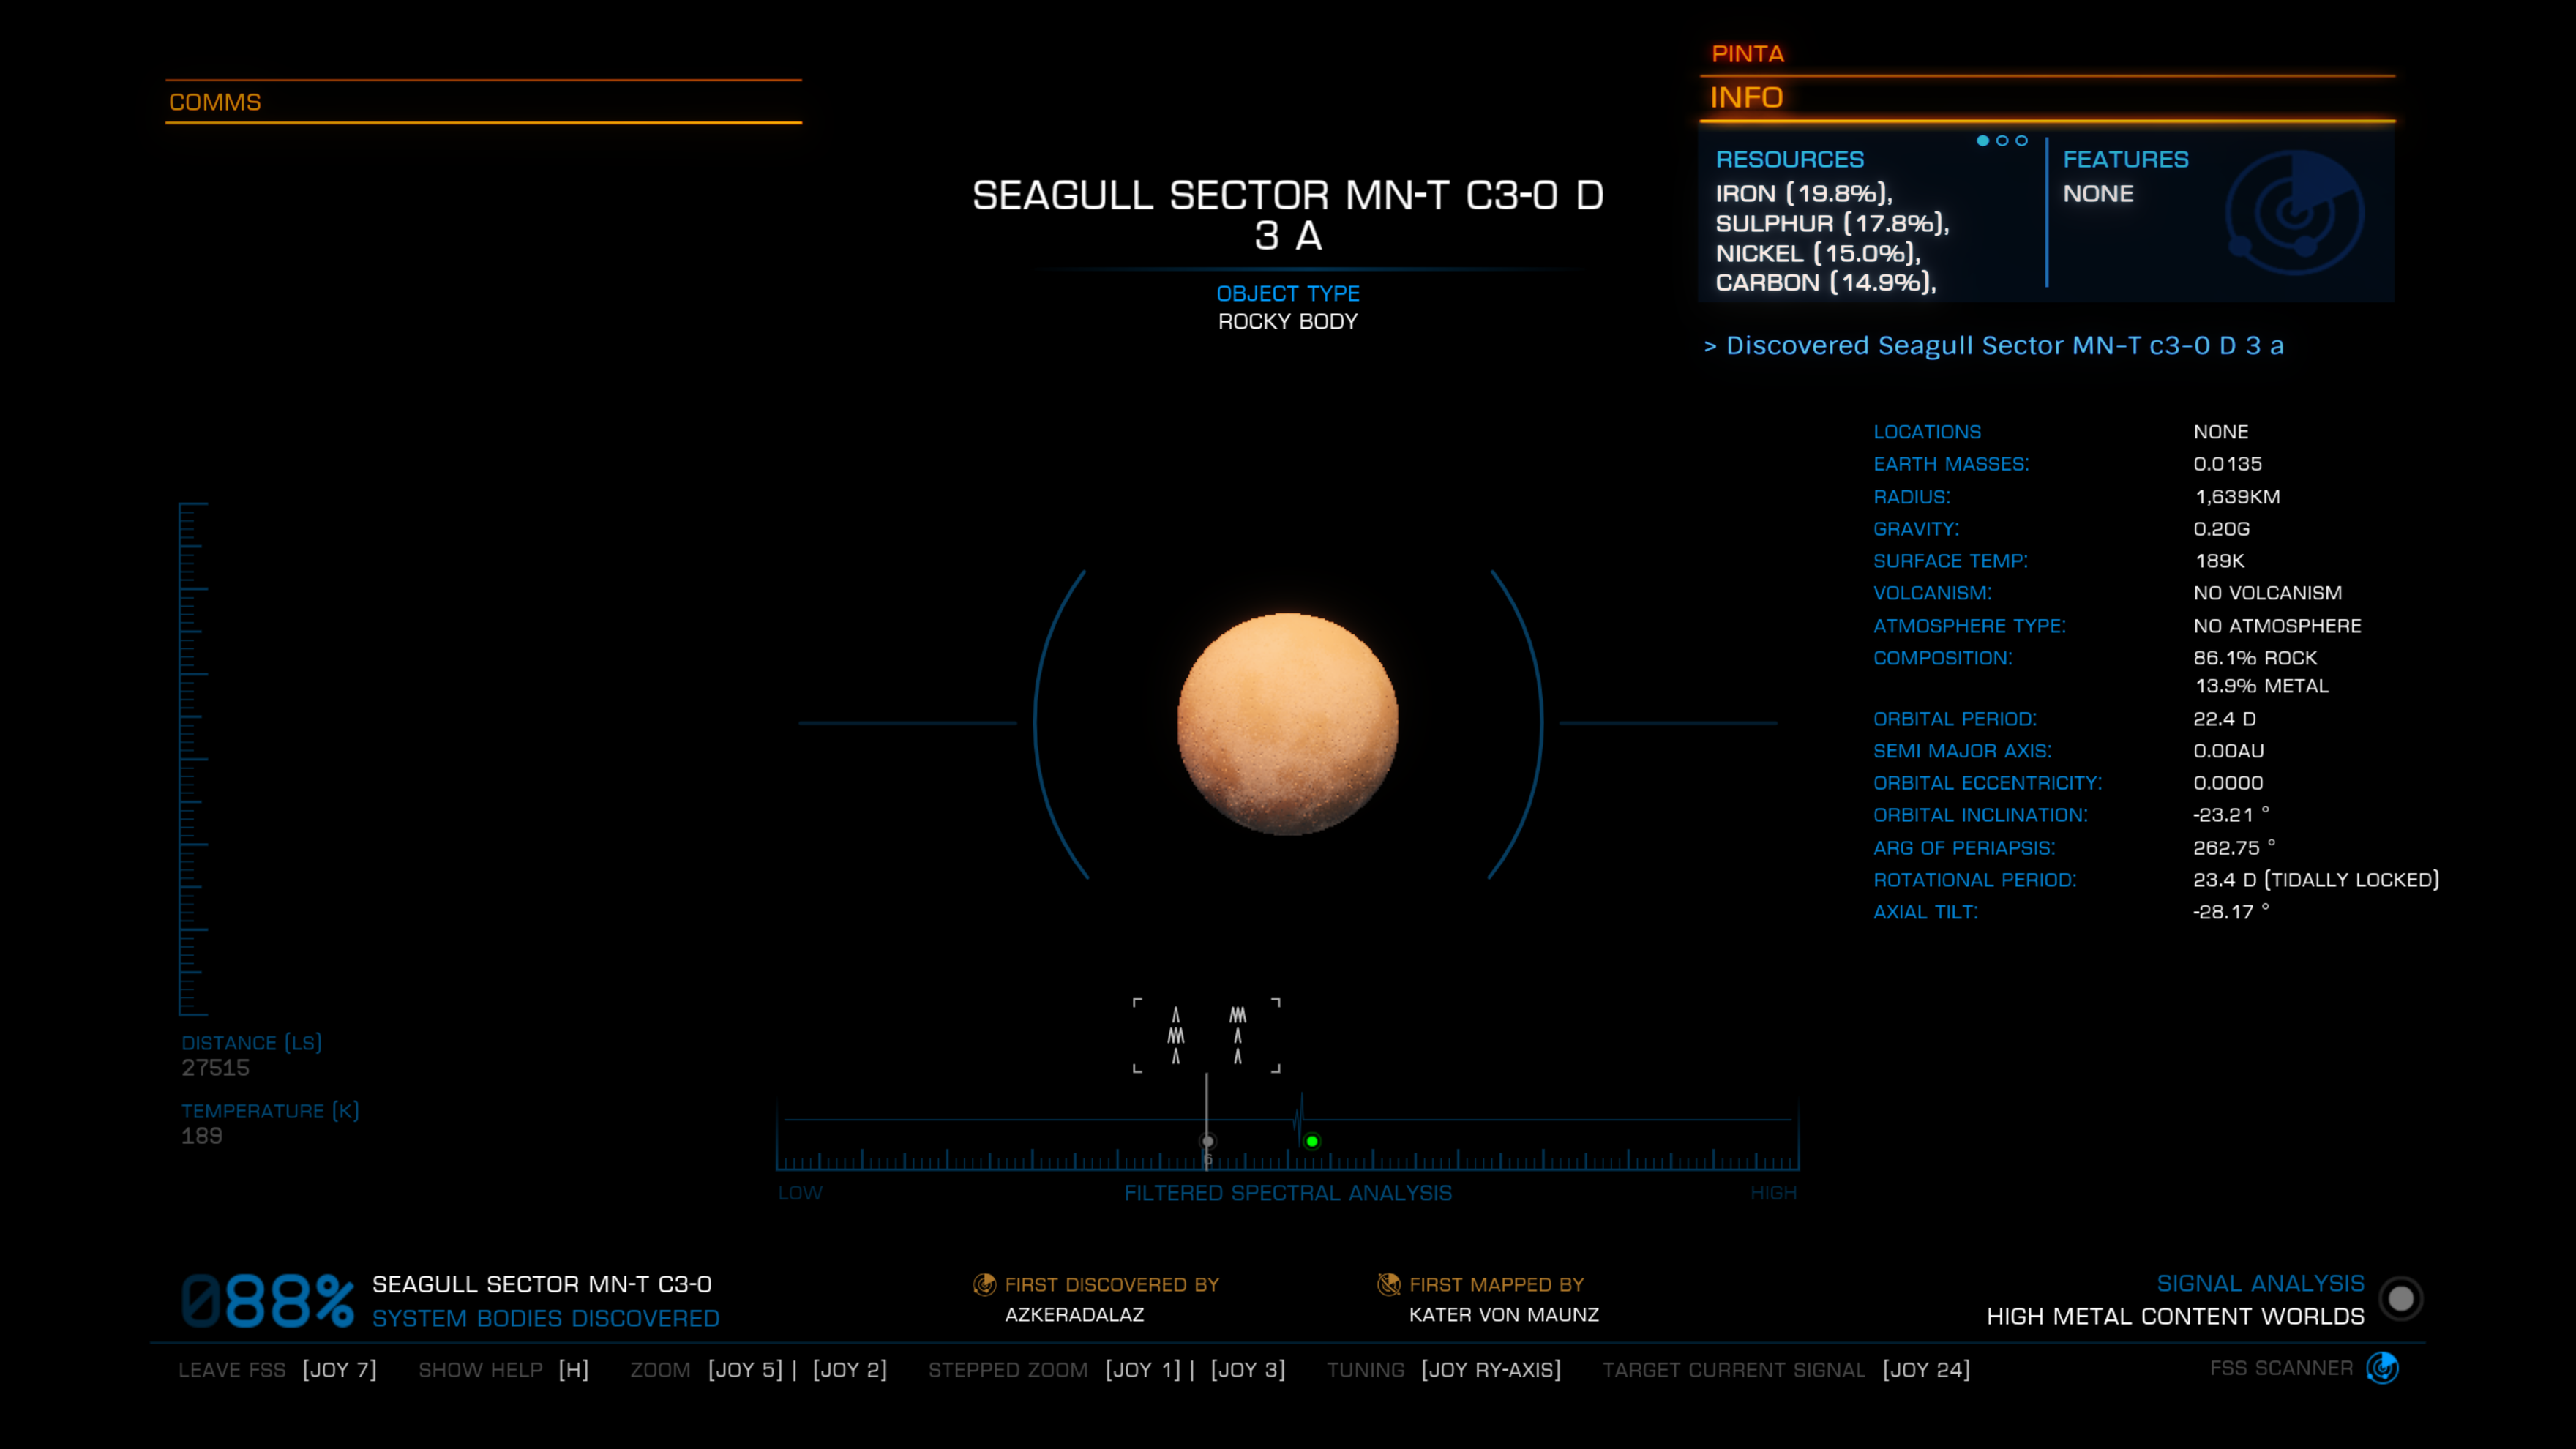 COMMS
PINTA
INFO
RESOURCES
IRON (19.8%),
SULPHUR (17.8%),
NICKEL (15.0%),
CARBON (14.9%),
FEATURES
NONE
> Discovered Seagull Sector MN-T c3-0 D 3 a
SEAGULL SECTOR MN-T C3-0 D
3 A
OBJECT TYPE
ROCKY BODY
LOCATIONS NONE
EARTH MASSES: 0.0135
RADIUS: 1,639KM
GRAVITY: 0.20G
SURFACE TEMP: 189K
VOLCANISM: NO VOLCANISM
ATMOSPHERE TYPE: NO ATMOSPHERE
COMPOSITION: 86.1% ROCK
13.9% METAL
ORBITAL PERIOD: 22.4 D
SEMI MAJOR AXIS: 0.00AU
ORBITAL ECCENTRICITY: 0.0000
ORBITAL INCLINATION: -23.21 °
ARG OF PERIAPSIS: 262.75 °
ROTATIONAL PERIOD: 23.4 D (TIDALLY LOCKED)
AXIAL TILT: -28.17 °
DISTANCE (LS)
27515
TEMPERATURE (K)
189
6
LOW FILTERED SPECTRAL ANALYSIS HIGH
088% SEAGULL SECTOR MN-T C3-0
SYSTEM BODIES DISCOVERED
FIRST DISCOVERED BY
AZKERADALAZ
FIRST MAPPED BY
KATER VON MAUNZ
SIGNAL ANALYSIS
HIGH METAL CONTENT WORLDS
LEAVE FSS [JOY 7] SHOW HELP [H] ZOOM [JOY 5] | [JOY 2] STEPPED ZOOM [JOY 1] | [JOY 3] TUNING [JOY RY-AXIS] TARGET CURRENT SIGNAL [JOY 24] FSS SCANNER